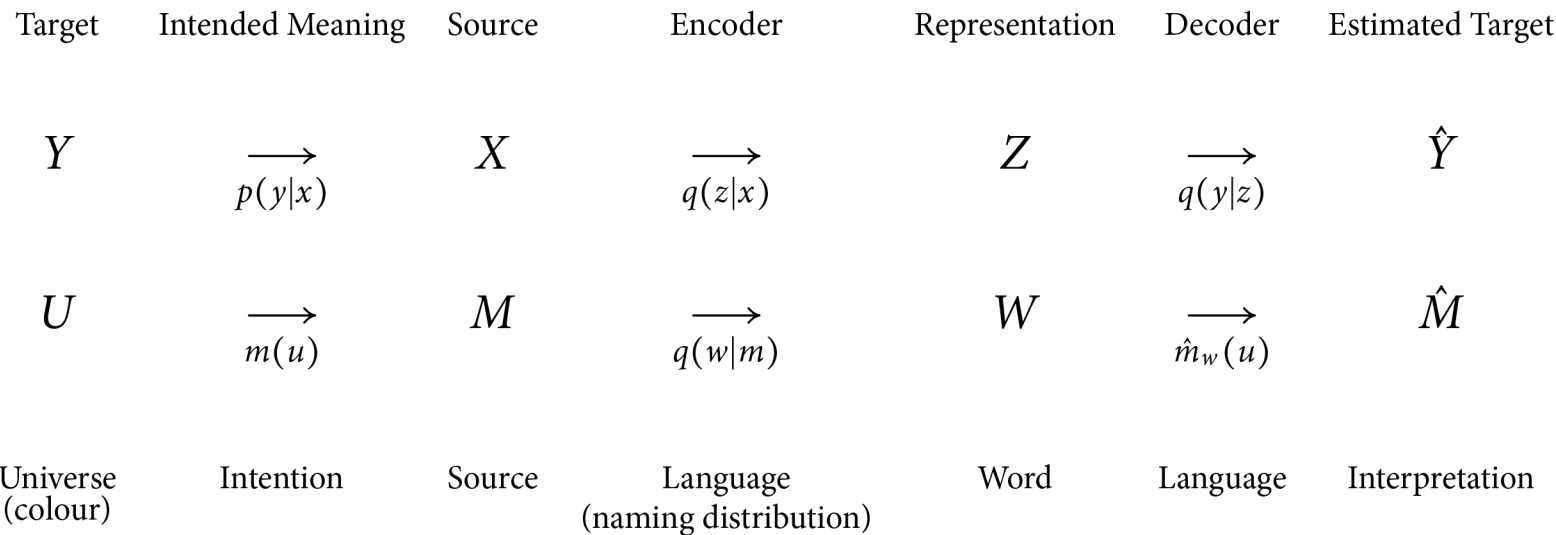 Target Intended Meaning Source Encoder Representation Decoder Estimated Target
Y ⟶ X ⟶ Z ⟶ Ŷ
p(y|x) q(z|x) q(y|z)
U ⟶ M ⟶ W ⟶ M̂
m(u) q(w|m) m̂w(u)
Universe Intention Source Language Word Language Interpretation
(colour) (naming distribution)